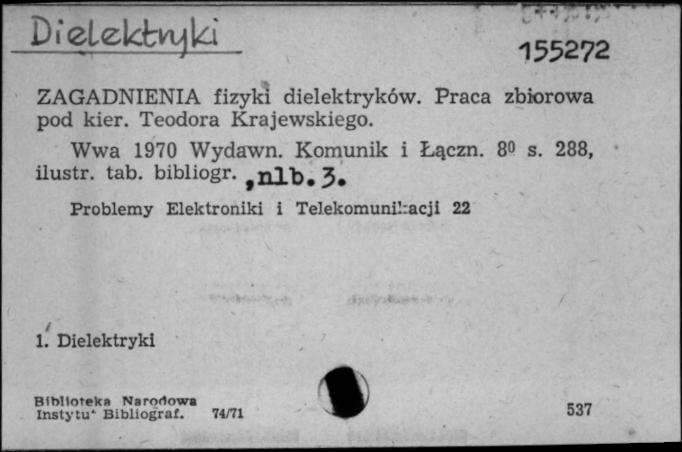 Dielektryki
155272
ZAGADNIENIA fizyki dielektryków. Praca zbiorowa
pod kier. Teodora Krajewskiego.
Wwa 1970 Wydawn. Komunik i Łączn. 8⁰ s. 288,
ilustr. tab. bibliogr. ,nlb.3.
Problemy Elektroniki i Telekomunikacji 22
1. Dielektryki
Biblioteka Narodowa
Instytut Bibliograf. 74/71
537